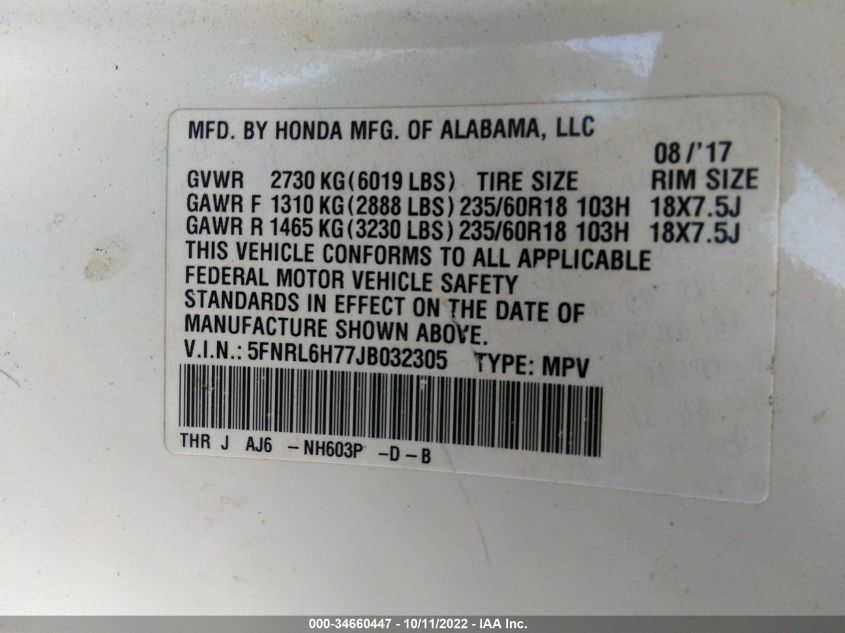 MFD. BY HONDA MFG. OF ALABAMA, LLC
08/'17
GVWR 2730 KG(6019 LBS) TIRE SIZE RIM SIZE
GAWR F 1310 KG(2888 LBS) 235/60R18 103H 18X7.5J
GAWR R 1465 KG(3230 LBS) 235/60R18 103H 18X7.5J
THIS VEHICLE CONFORMS TO ALL APPLICABLE
FEDERAL MOTOR VEHICLE SAFETY
STANDARDS IN EFFECT ON THE DATE OF
MANUFACTURE SHOWN ABOVE.
V.I.N.: 5FNRL6H77JB032305 TYPE: MPV
THR J AJ6 -NH603P -D-B
000-34660447 - 10/11/2022 - IAA Inc.